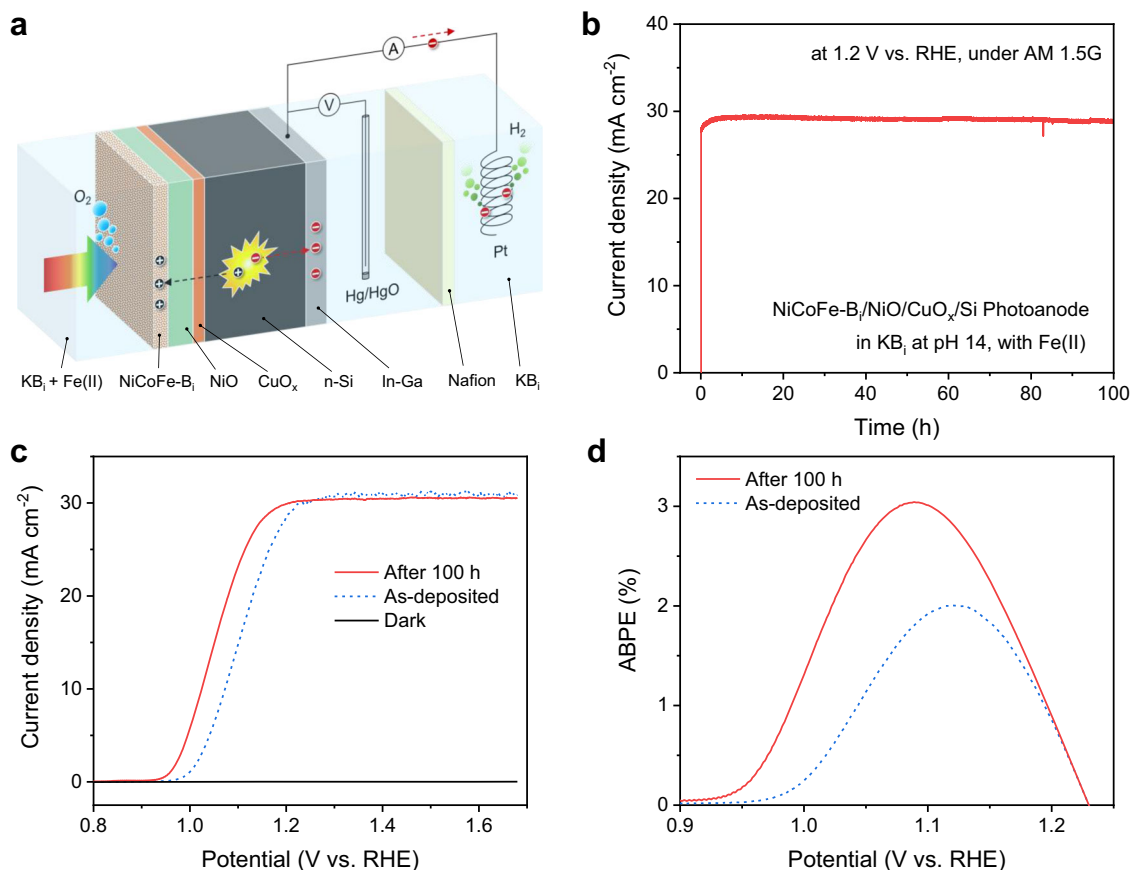 a
A
V
H₂
O₂
Pt
Hg/HgO
KBᵢ + Fe(II) NiCoFe-Bᵢ NiO CuOₓ n-Si In-Ga Nafion KBᵢ
b
40
30
20
10
0
Current density (mA cm⁻²)
at 1.2 V vs. RHE, under AM 1.5G
NiCoFe-Bᵢ/NiO/CuOₓ/Si Photoanode
in KBᵢ at pH 14, with Fe(II)
0 20 40 60 80 100
Time (h)
c
30
20
10
0
Current density (mA cm⁻²)
After 100 h
As-deposited
Dark
0.8 1.0 1.2 1.4 1.6
Potential (V vs. RHE)
d
3
2
1
0
ABPE (%)
After 100 h
As-deposited
0.9 1.0 1.1 1.2
Potential (V vs. RHE)